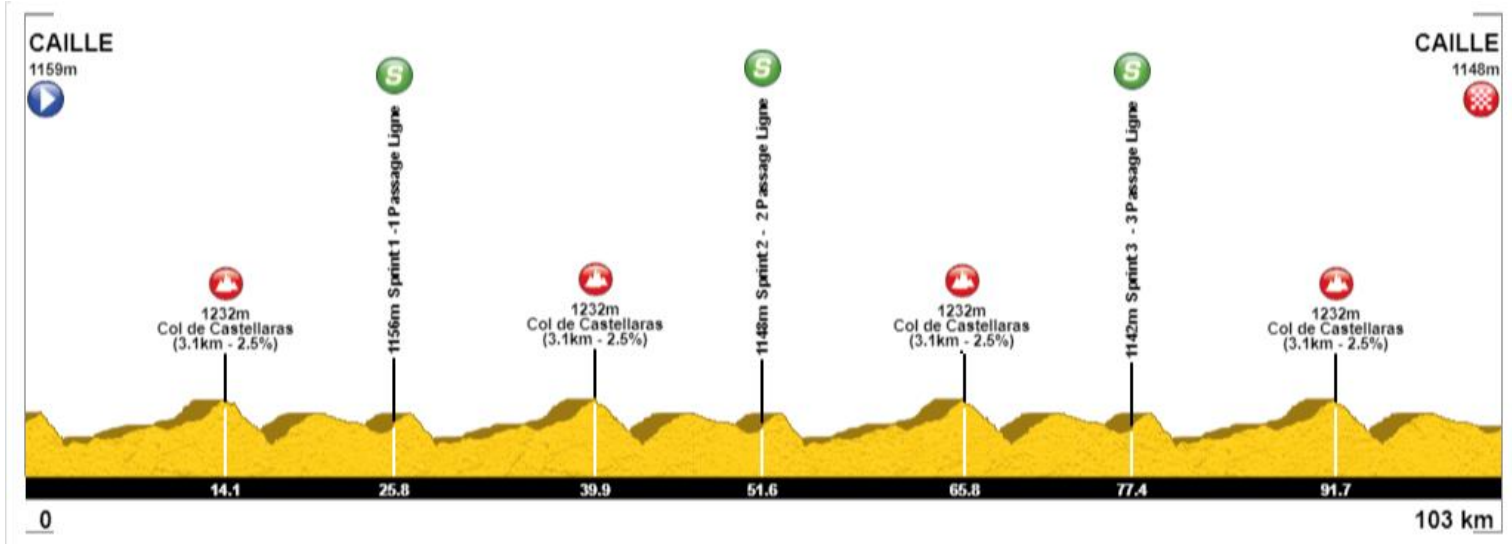 CAILLE
1159m
CAILLE
1148m
S
S
S
1156m Sprint 1 -1 Passage Ligne
1148m Sprint 2 - 2 Passage Ligne
1142m Sprint 3 - 3 Passage Ligne
1232m
Col de Castellaras
(3.1km - 2.5%)
1232m
Col de Castellaras
(3.1km - 2.5%)
1232m
Col de Castellaras
(3.1km - 2.5%)
1232m
Col de Castellaras
(3.1km - 2.5%)
14.1 25.8 39.9 51.6 65.8 77.4 91.7
0 103 km